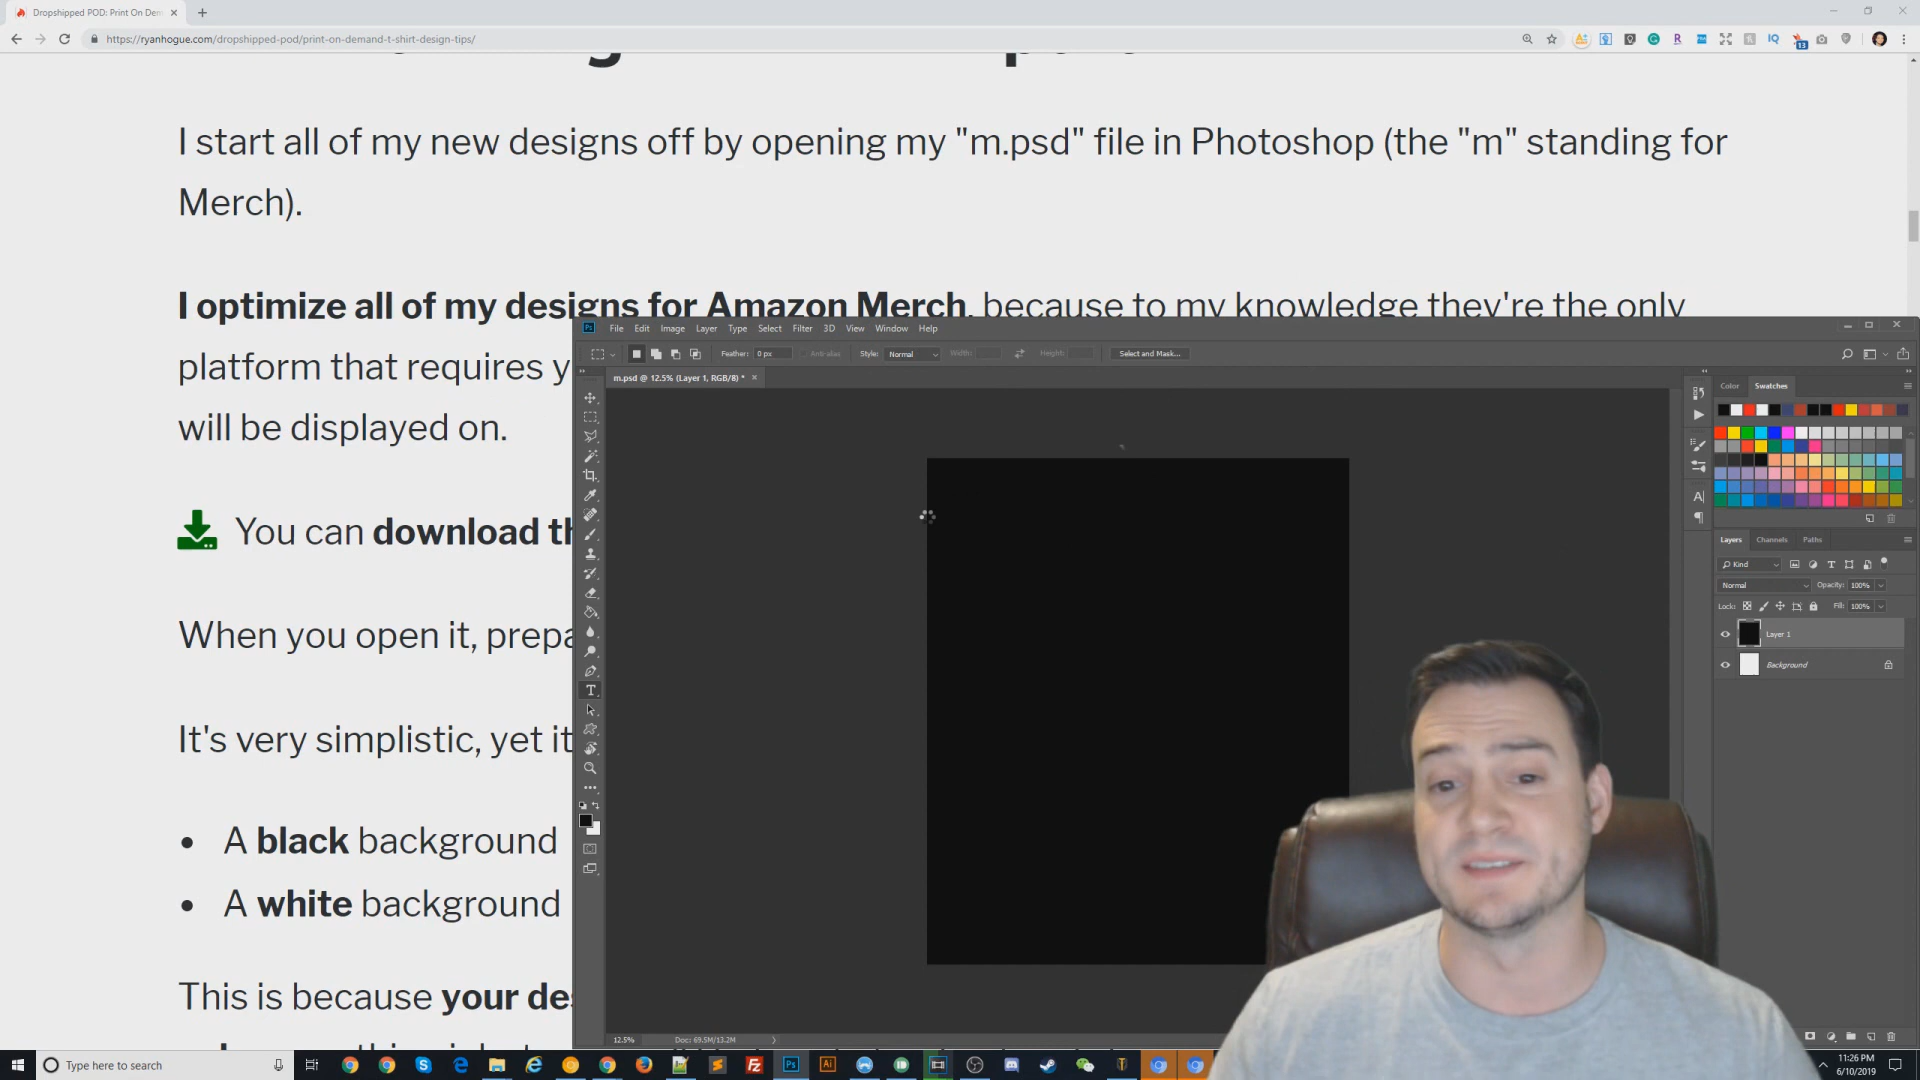 Dropshipped POD: Print On Dem
https://ryanhogue.com/dropshipped-pod/print-on-demand-t-shirt-design-tips/
IQ
13
I start all of my new designs off by opening my "m.psd" file in Photoshop (the "m" standing for
Merch).
I optimize all of my designs for Amazon Merch, because to my knowledge they're the only
platform that requires y
will be displayed on.
You can download th
When you open it, prepa
It's very simplistic, yet it
A black background
A white background
This is because your des
Ps File Edit Image Layer Type Select Filter 3D View Window Help
Feather: 0 px Anti-alias Style: Normal Width: Height: Select and Mask...
m.psd @ 12.5% (Layer 1, RGB/8) *
Color Swatches
Layers Channels Paths
Kind
Normal Opacity: 100%
Lock: Fill: 100%
Layer 1
Background
12.5% Doc: 69.5M/13.2M
Type here to search
Ps Ai
11:26 PM
6/10/2019